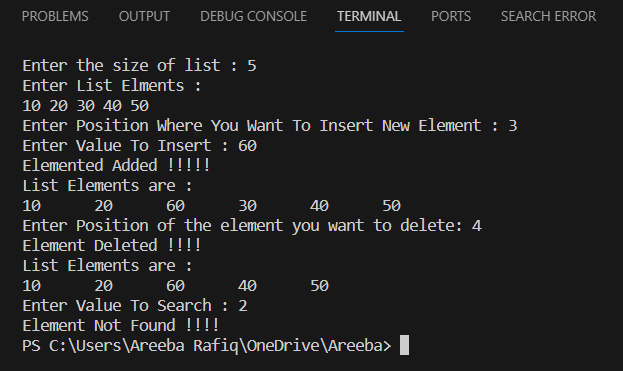 PROBLEMS OUTPUT DEBUG CONSOLE TERMINAL PORTS SEARCH ERROR
Enter the size of list : 5
Enter List Elments :
10 20 30 40 50
Enter Position Where You Want To Insert New Element : 3
Enter Value To Insert : 60
Elemented Added !!!!!
List Elements are :
10 20 60 30 40 50
Enter Position of the element you want to delete: 4
Element Deleted !!!!
List Elements are :
10 20 60 40 50
Enter Value To Search : 2
Element Not Found !!!!
PS C:\Users\Areeba Rafiq\OneDrive\Areeba>